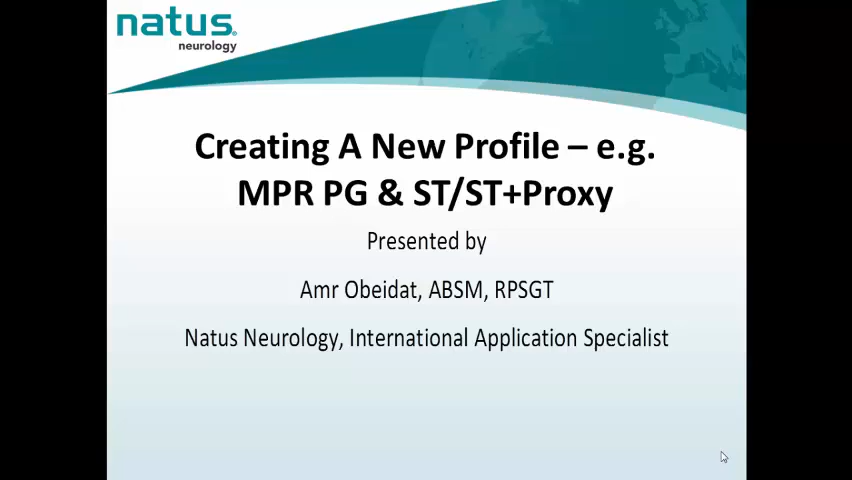 natus
neurology
Creating A New Profile – e.g.
MPR PG & ST/ST+Proxy
Presented by
Amr Obeidat, ABSM, RPSGT
Natus Neurology, International Application Specialist